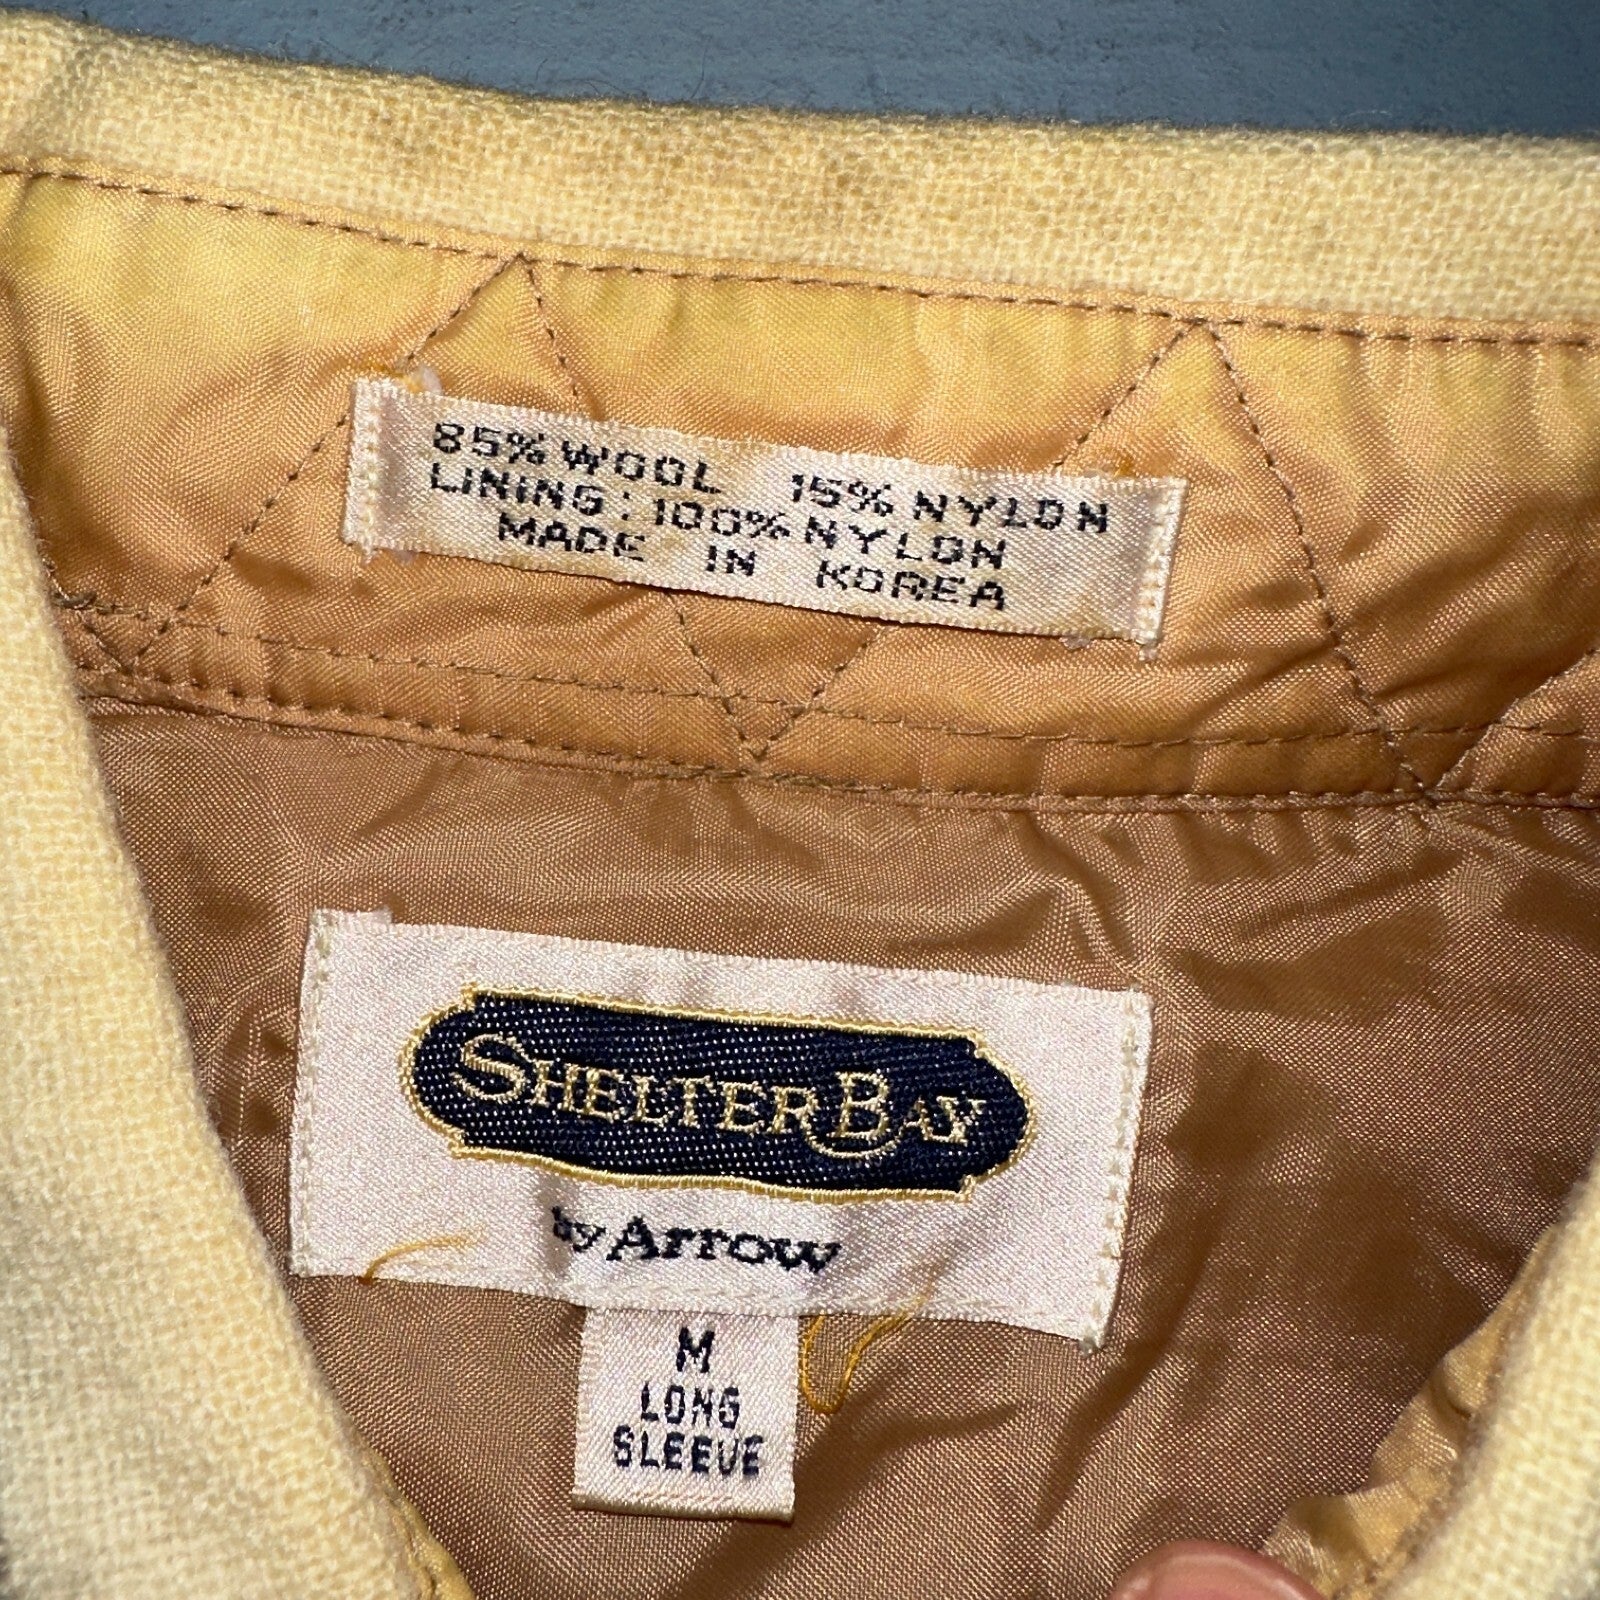 85% WOOL 15% NYLON
LINING: 100% NYLON
MADE IN KOREA
SHELTER BAY
by Arrow
M
LONG
SLEEVE